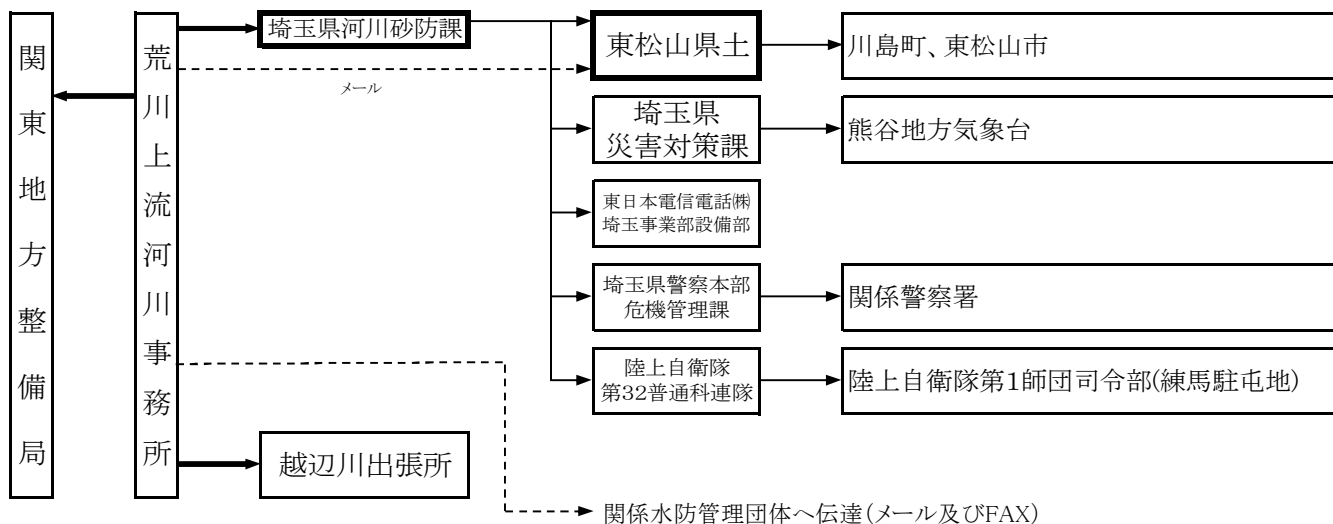 関東地方整備局
荒川上流河川事務所
埼玉県河川砂防課
メール
東松山県土
川島町、東松山市
埼玉県
災害対策課
熊谷地方気象台
東日本電信電話㈱
埼玉事業部設備部
埼玉県警察本部
危機管理課
関係警察署
陸上自衛隊
第32普通科連隊
陸上自衛隊第1師団司令部(練馬駐屯地)
越辺川出張所
関係水防管理団体へ伝達(メール及びFAX)